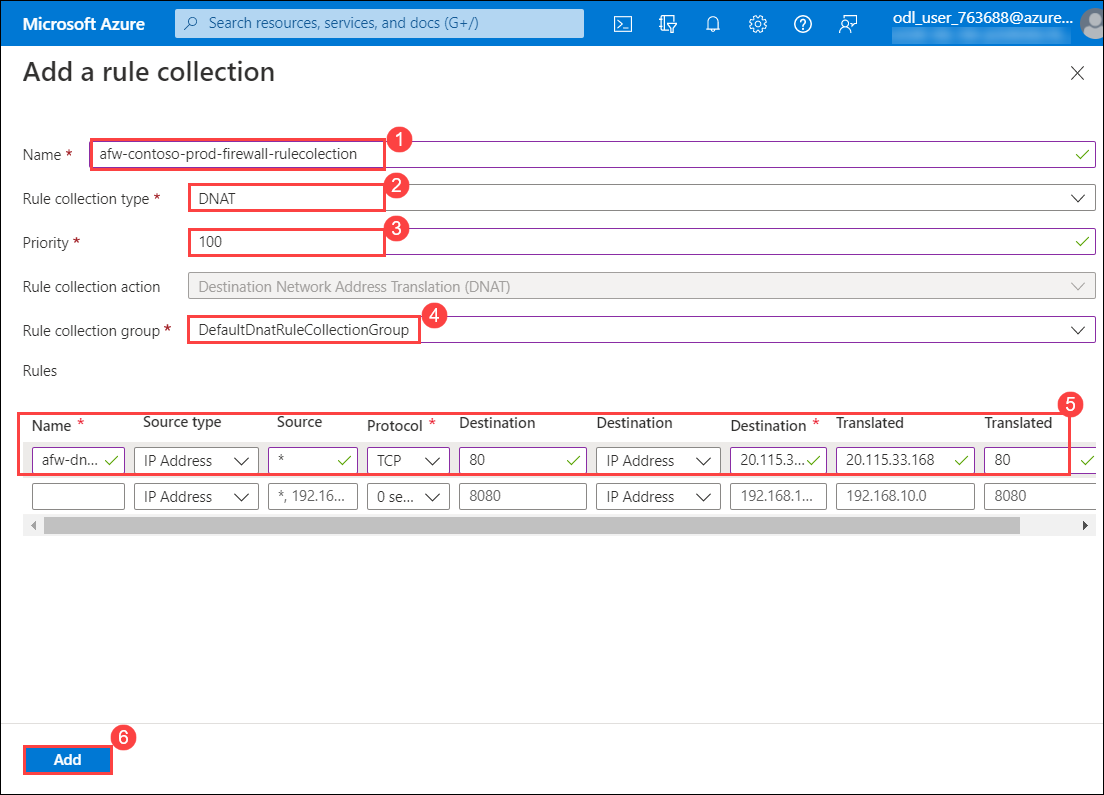 Microsoft Azure
Search resources, services, and docs (G+/)
odl_user_763688@azure...
Add a rule collection
1
Name *
afw-contoso-prod-firewall-rulecolection
2
Rule collection type *
DNAT
3
Priority *
100
Rule collection action
Destination Network Address Translation (DNAT)
4
Rule collection group *
DefaultDnatRuleCollectionGroup
Rules
5
Name * Source type Source Protocol * Destination Destination Destination * Translated Translated
afw-dn... IP Address * TCP 80 IP Address 20.115.3... 20.115.33.168 80
IP Address *, 192.16... 0 se... 8080 IP Address 192.168.1... 192.168.10.0 8080
6
Add